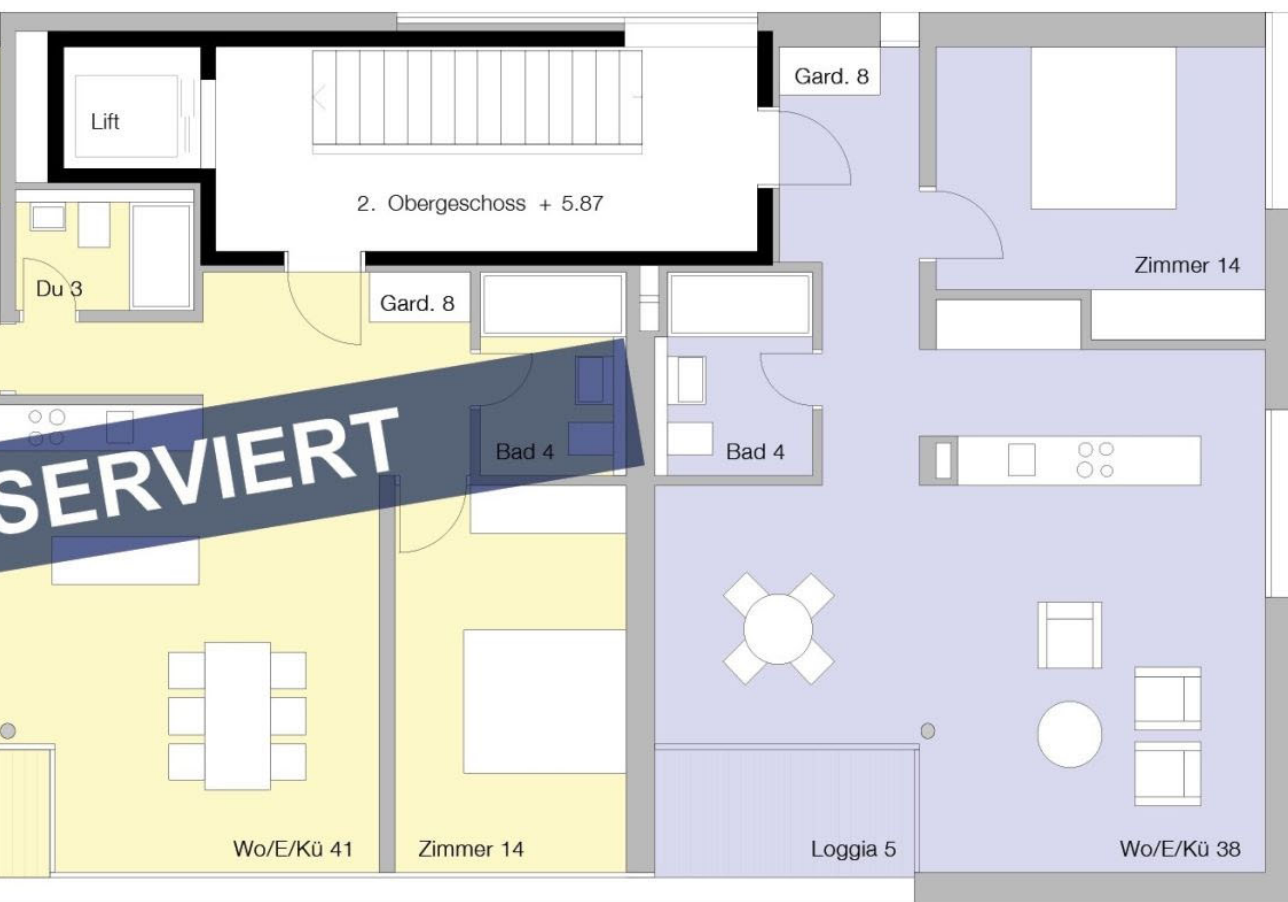 Gard. 8
Lift
2. Obergeschoss + 5.87
Zimmer 14
Du 3
Gard. 8
SERVIERT
Bad 4
Bad 4
Wo/E/Kü 41
Zimmer 14
Loggia 5
Wo/E/Kü 38